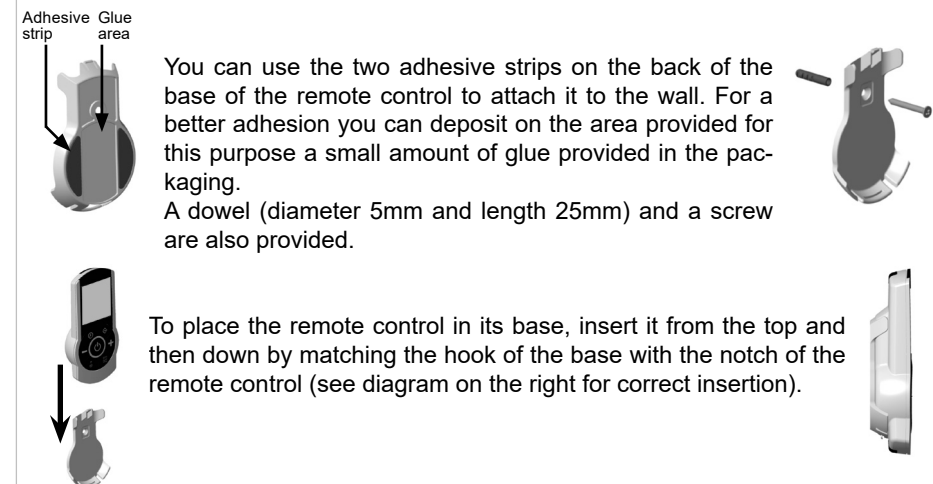 Adhesive strip
Glue area
You can use the two adhesive strips on the back of the
base of the remote control to attach it to the wall. For a
better adhesion you can deposit on the area provided for
this purpose a small amount of glue provided in the pac-
kaging.
A dowel (diameter 5mm and length 25mm) and a screw
are also provided.
To place the remote control in its base, insert it from the top and
then down by matching the hook of the base with the notch of the
remote control (see diagram on the right for correct insertion).